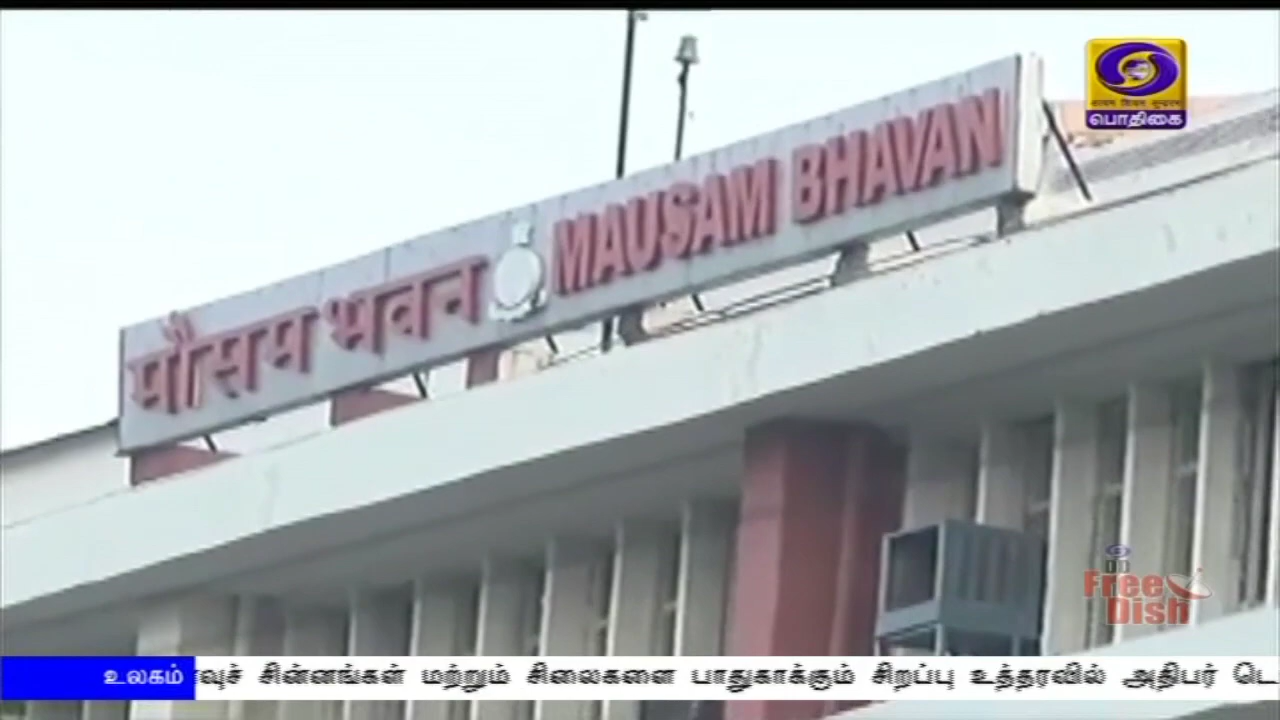 பொதிகை
मौसम भवन MAUSAM BHAVAN
Free
Dish
உலகம்
வுச் சின்னங்கள் மற்றும் சிலைகளை பாதுகாக்கும் சிறப்பு உத்தரவில் அதிபர் டெ